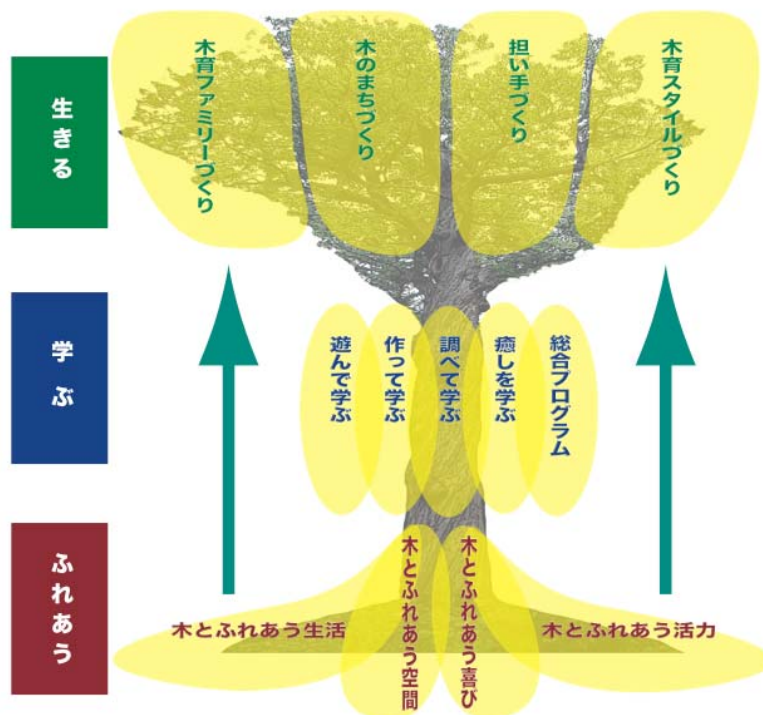 生きる
木育ファミリーづくり
木のまちづくり
担い手づくり
木育スタイルづくり
学ぶ
遊んで学ぶ
作って学ぶ
調べて学ぶ
癒しを学ぶ
総合プログラム
ふれあう
木とふれあう生活
木とふれあう空間
木とふれあう喜び
木とふれあう活力